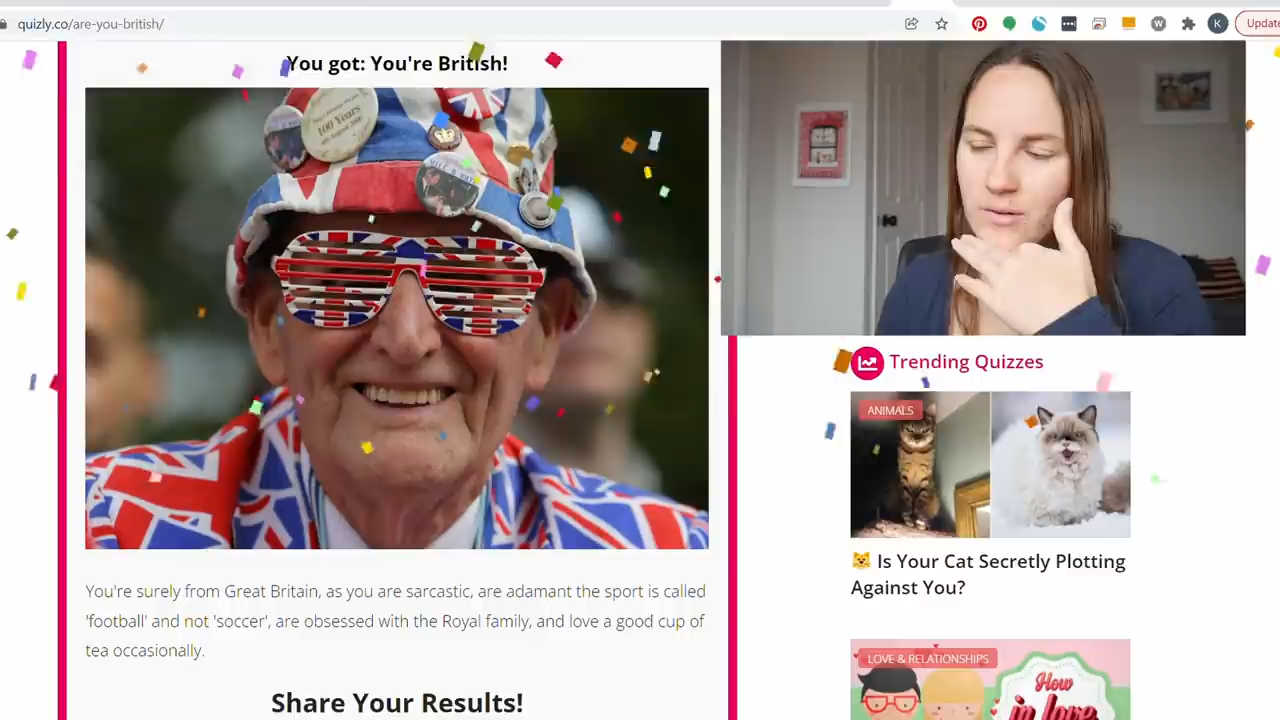 quizly.co/are-you-british/
Update
You got: You're British!
100 Years
You're surely from Great Britain, as you are sarcastic, are adamant the sport is called
'football' and not 'soccer', are obsessed with the Royal family, and love a good cup of
tea occasionally.
Share Your Results!
K
W
Trending Quizzes
ANIMALS
🐱 Is Your Cat Secretly Plotting
Against You?
LOVE & RELATIONSHIPS
How
in love